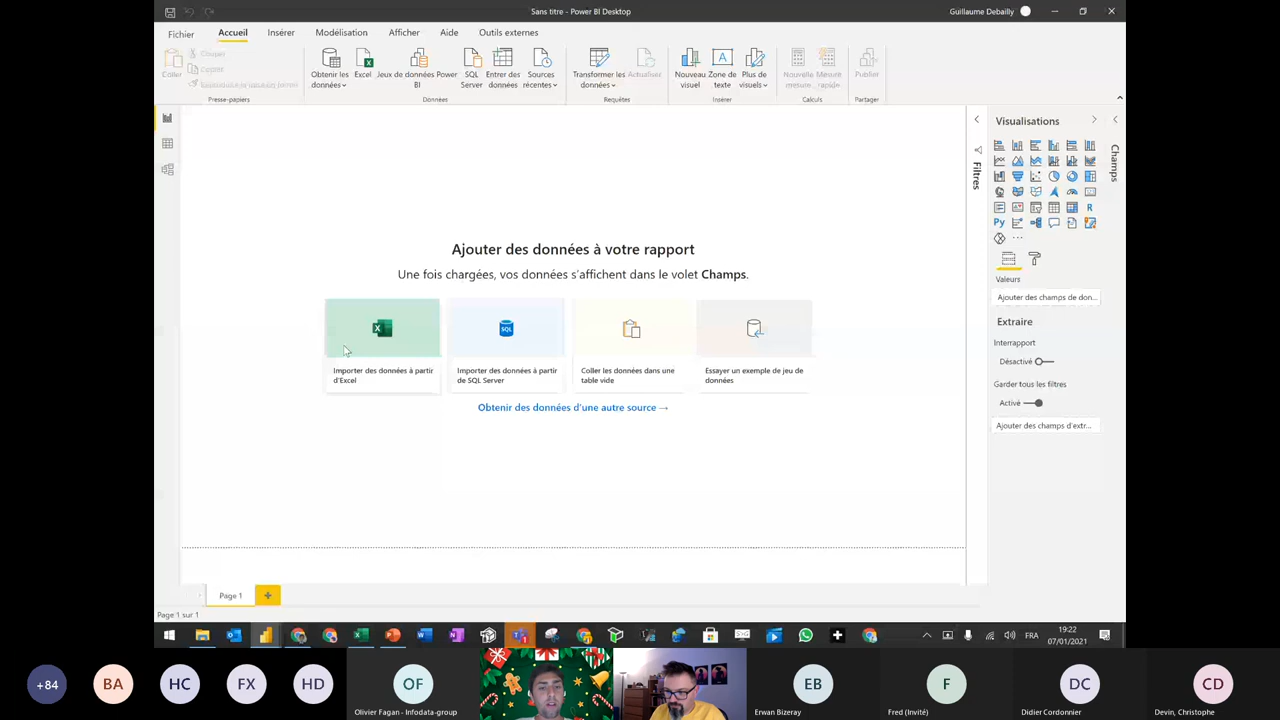 Sans titre - Power BI Desktop
Guillaume Debailly
Fichier
Accueil
Insérer
Modélisation
Afficher
Aide
Outils externes
Coller
Couper
Copier
Presse-papiers
Obtenir les
données
Excel
Jeux de données Power
BI
SQL
Server
Entrer des
données
Sources
récentes
Données
Transformer les
données
Actualiser
Requêtes
Nouveau
visuel
Zone de
texte
Plus de
visuels
Insérer
Nouvelle
mesure
Mesure
rapide
Calculs
Publier
Partager
Ajouter des données à votre rapport
Une fois chargées, vos données s'affichent dans le volet Champs.
SQL
Importer des données à partir
d'Excel
Importer des données à partir
de SQL Server
Coller les données dans une
table vide
Essayer un exemple de jeu de
données
Obtenir des données d'une autre source →
Filtres
Visualisations
R
Py
Valeurs
Ajouter des champs de don...
Extraire
Interrapport
Désactivé
Garder tous les filtres
Activé
Ajouter des champs d'extr...
Champs
Page 1
Page 1 sur 1
FRA
19:22
07/01/2021
+84
BA
HC
FX
HD
OF
Olivier Fagan - Infodata-group
EB
Erwan Bizeray
F
Fred (Invité)
DC
Didier Cordonnier
CD
Devin, Christophe